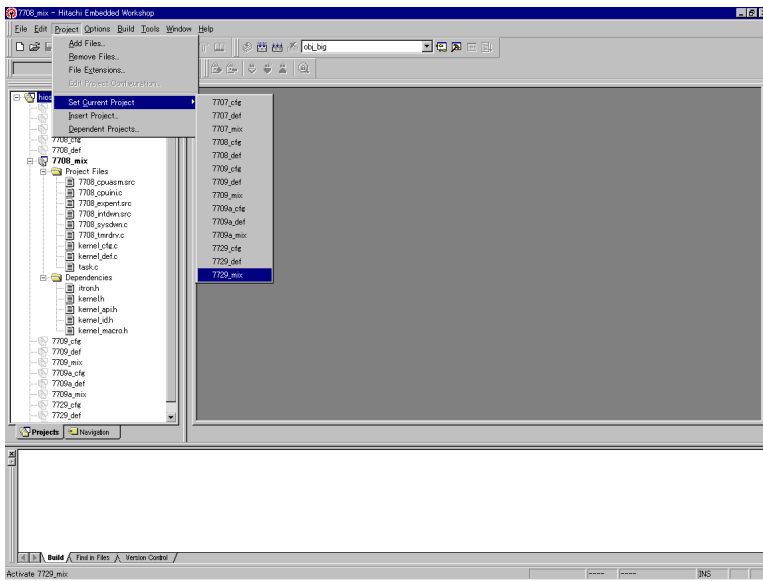 7708_mix - Hitachi Embedded Workshop
File Edit Project Options Build Tools Window Help
Add Files...
Remove Files...
File Extensions...
Edit Project Configuration...
Set Current Project
Insert Project...
Dependent Projects...
obj_big
7707_cfg
7707_def
7707_mix
7708_cfg
7708_def
7709_cfg
7709_def
7709_mix
7709a_cfg
7709a_def
7709a_mix
7729_cfg
7729_def
7729_mix
hios
7708_cfg
7708_def
7708_mix
Project Files
7708_cpuasm.src
7708_cpuini.c
7708_expent.src
7708_intdwn.src
7708_sysdwn.c
7708_tmrdrv.c
kernel_cfg.c
kernel_def.c
task.c
Dependencies
itron.h
kernel.h
kernel_api.h
kernel_id.h
kernel_macro.h
7709_cfg
7709_def
7709_mix
7709a_cfg
7709a_def
7709a_mix
7729_cfg
7729_def
Projects Navigation
Build Find in Files Version Control
Activate 7729_mix ---- ---- INS